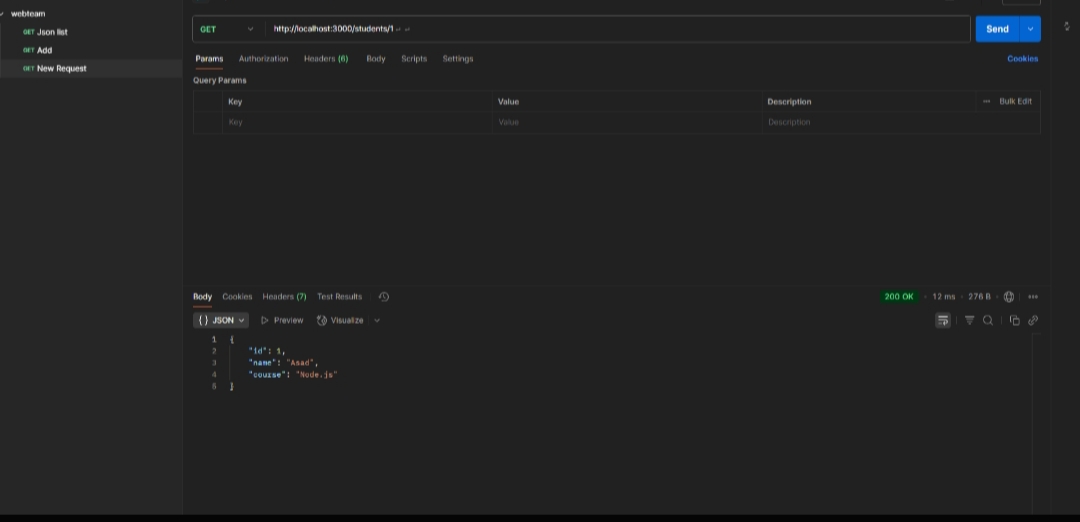 webteam
GET Json list
GET Add
GET New Request
GET http://localhost:3000/students/1 Send
Params Authorization Headers (6) Body Scripts Settings Cookies
Query Params
Key Value Description Bulk Edit
Key Value Description
Body Cookies Headers (7) Test Results 200 OK 12 ms 276 B
{} JSON Preview Visualize
1 {
2 "id": 1,
3 "name": "Asad",
4 "course": "Node.js"
5 }